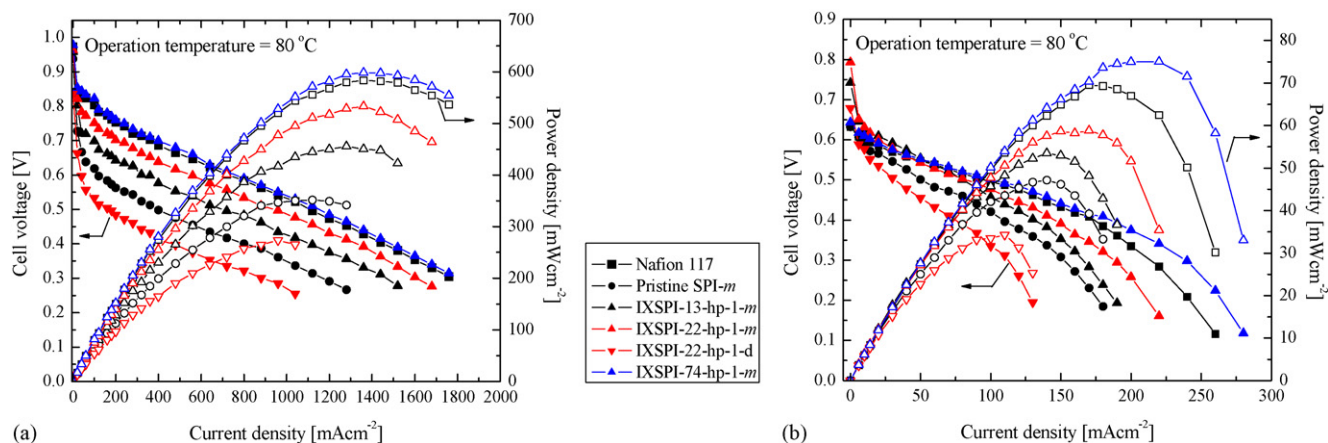 Operation temperature = 80 °C
Cell voltage [V]
1.0
0.9
0.8
0.7
0.6
0.5
0.4
0.3
0.2
0.1
0.0
700
600
500
400
300
200
100
0
Power density [mWcm-2]
0 200 400 600 800 1000 1200 1400 1600 1800 2000
(a)
Current density [mAcm-2]
Nafion 117
Pristine SPI-m
IXSPI-13-hp-1-m
IXSPI-22-hp-1-m
IXSPI-22-hp-1-d
IXSPI-74-hp-1-m
Operation temperature = 80 °C
Cell voltage [V]
0.9
0.8
0.7
0.6
0.5
0.4
0.3
0.2
0.1
0.0
80
70
60
50
40
30
20
10
0
Power density [mWcm-2]
0 50 100 150 200 250 300
(b)
Current density [mAcm-2]